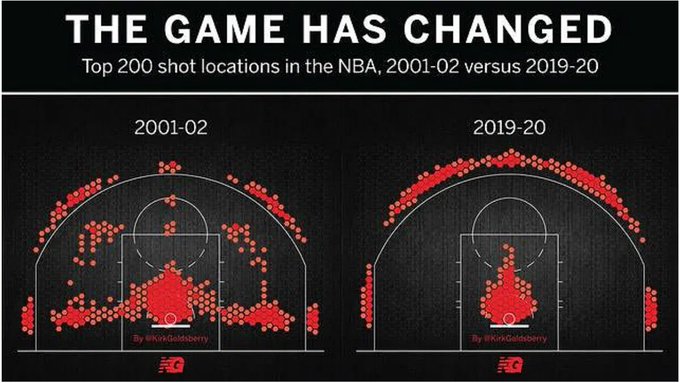 THE GAME HAS CHANGED
Top 200 shot locations in the NBA, 2001-02 versus 2019-20
2001-02
2019-20
By @KirkGoldsberry
By @KirkGoldsberry